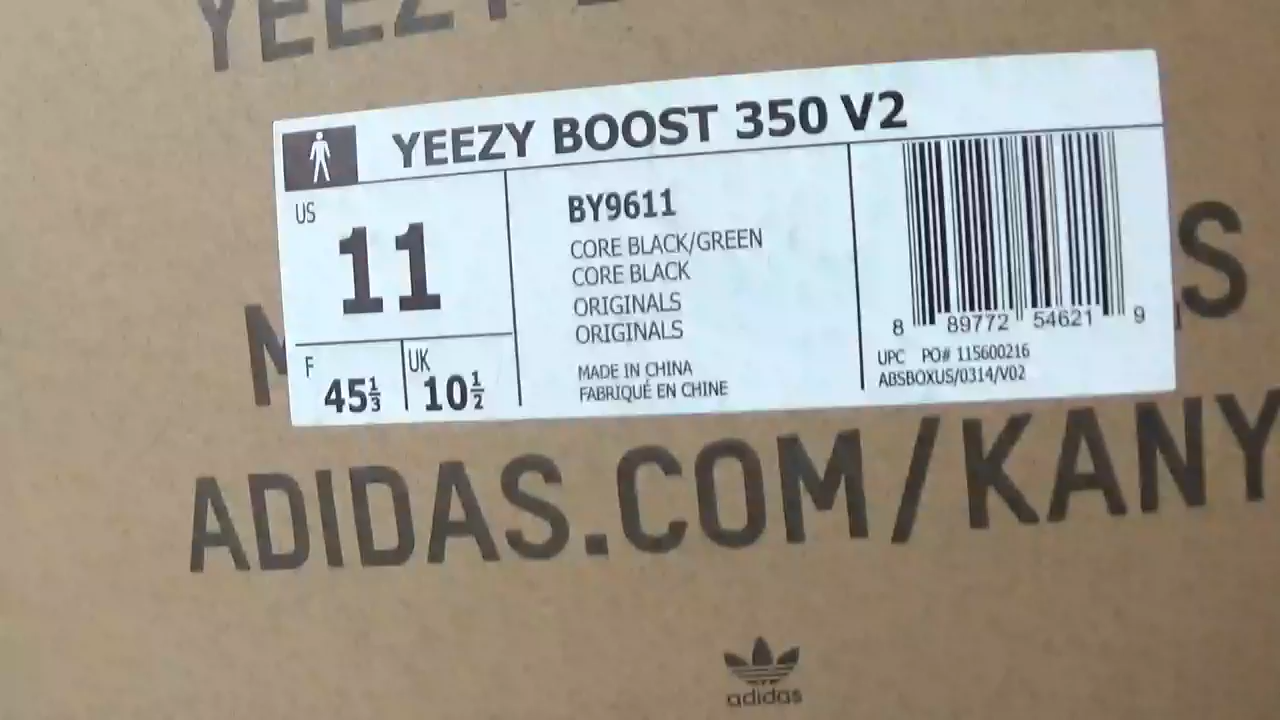 YEEZY
YEEZY BOOST 350 V2
US
11
F
45⅓
UK
10½
BY9611
CORE BLACK/GREEN
CORE BLACK
ORIGINALS
ORIGINALS
MADE IN CHINA
FABRIQUÉ EN CHINE
8 89772 54621 9
UPC PO# 115600216
ABSBOXUS/0314/V02
ADIDAS.COM/KANY
adidas